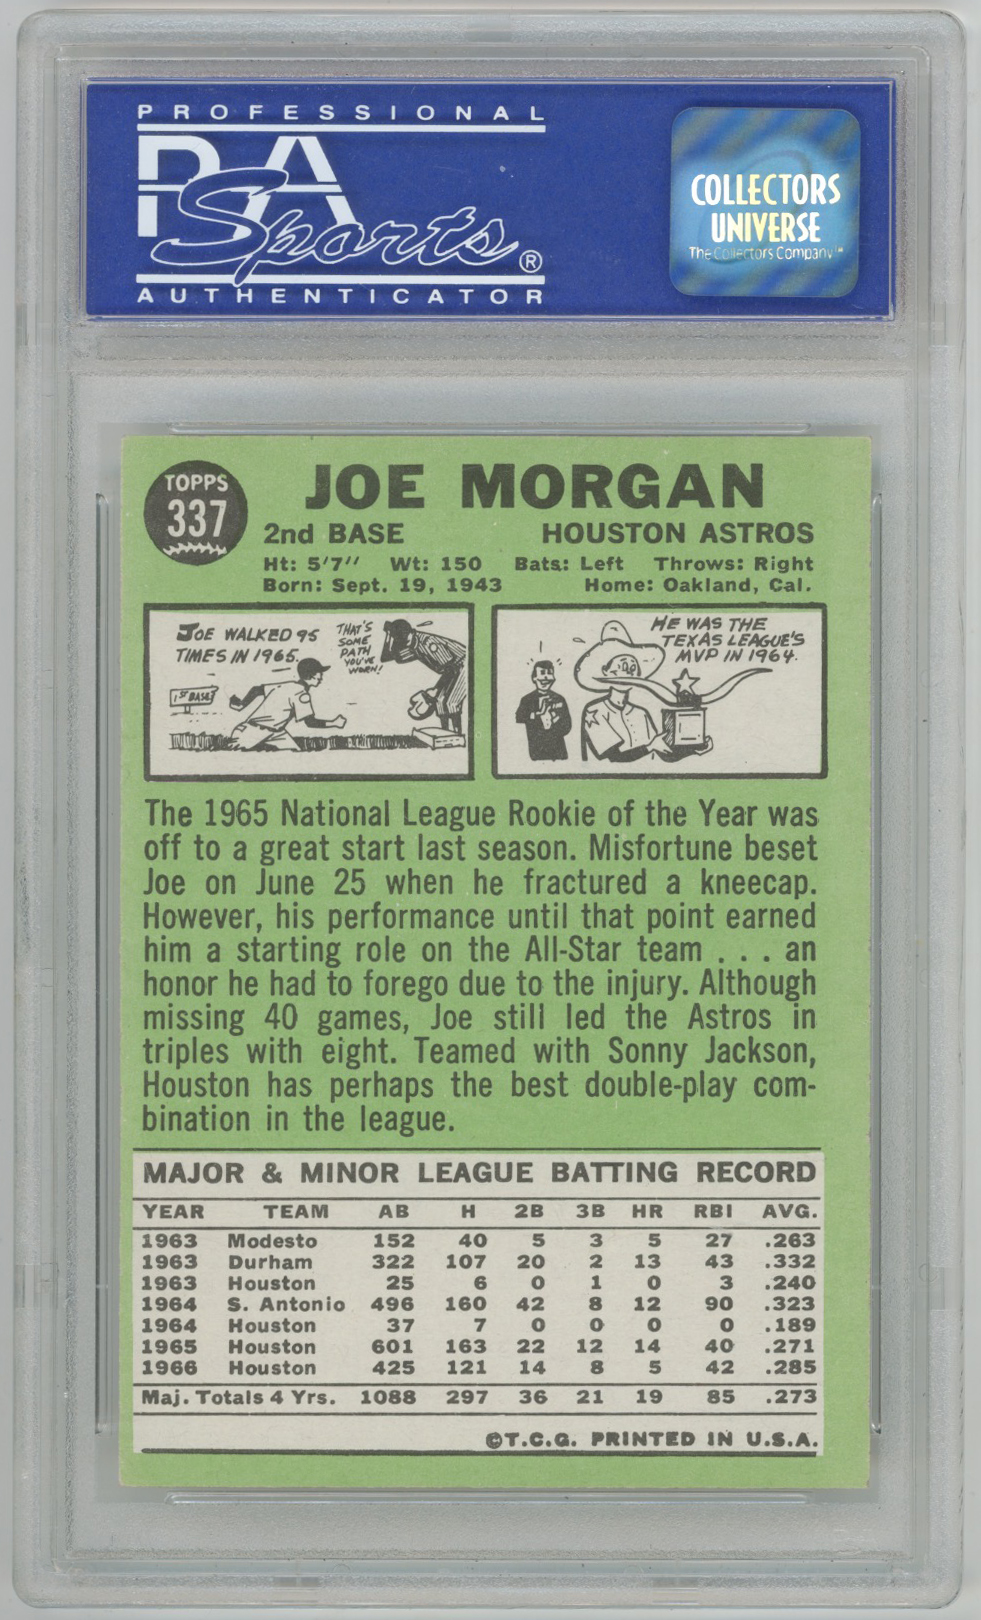 PROFESSIONAL
PSA
Sports®
AUTHENTICATOR
COLLECTORS
UNIVERSE
The Collectors Company™
TOPPS
337
JOE MORGAN
2nd BASE HOUSTON ASTROS
Ht: 5'7" Wt: 150 Bats: Left Throws: Right
Born: Sept. 19, 1943 Home: Oakland, Cal.
JOE WALKED 95
TIMES IN 1965.
THAT'S
SOME
PATH
YOU'VE
WORN!
1ST BASE
HE WAS THE
TEXAS LEAGUE'S
MVP IN 1964.
The 1965 National League Rookie of the Year was
off to a great start last season. Misfortune beset
Joe on June 25 when he fractured a kneecap.
However, his performance until that point earned
him a starting role on the All-Star team . . . an
honor he had to forego due to the injury. Although
missing 40 games, Joe still led the Astros in
triples with eight. Teamed with Sonny Jackson,
Houston has perhaps the best double-play com-
bination in the league.
MAJOR & MINOR LEAGUE BATTING RECORD
YEAR TEAM AB H 2B 3B HR RBI AVG.
1963 Modesto 152 40 5 3 5 27 .263
1963 Durham 322 107 20 2 13 43 .332
1963 Houston 25 6 0 1 0 3 .240
1964 S. Antonio 496 160 42 8 12 90 .323
1964 Houston 37 7 0 0 0 0 .189
1965 Houston 601 163 22 12 14 40 .271
1966 Houston 425 121 14 8 5 42 .285
Maj. Totals 4 Yrs. 1088 297 36 21 19 85 .273
©T.C.G. PRINTED IN U.S.A.